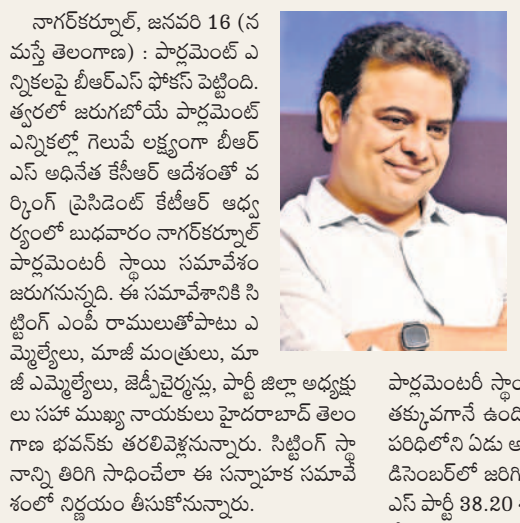 నాగర్‌కర్నూల్, జనవరి 16 (న
మస్తే తెలంగాణ) : పార్లమెంట్ ఎ
న్నికలపై బీఆర్ఎస్ ఫోకస్ పెట్టింది.
త్వరలో జరుగబోయే పార్లమెంట్
ఎన్నికల్లో గెలుపే లక్ష్యంగా బీఆర్
ఎస్ అధినేత కేసీఆర్ ఆదేశంతో వ
ర్కింగ్ ప్రెసిడెంట్ కేటీఆర్ ఆధ్వ
ర్యంలో బుధవారం నాగర్‌కర్నూల్
పార్లమెంటరీ స్థాయి సమావేశం
జరుగనున్నది. ఈ సమావేశానికి సి
ట్టింగ్ ఎంపీ రాములుతోపాటు ఎ
మ్మెల్యేలు, మాజీ మంత్రులు, మా
జీ ఎమ్మెల్యేలు, జెడ్పీచైర్మన్లు, పార్టీ జిల్లా అధ్యక్షు
లు సహా ముఖ్య నాయకులు హైదరాబాద్ తెలం
గాణ భవన్‌కు తరలివెళ్లనున్నారు. సిట్టింగ్ స్థా
నాన్ని తిరిగి సాధించేలా ఈ సన్నాహక సమావే
శంలో నిర్ణయం తీసుకోనున్నారు.
పార్లమెంటరీ
తక్కువగానే
పరిధిలోని ఏడు
డిసెంబర్‌లో
ఎస్ పార్టీ 38.20